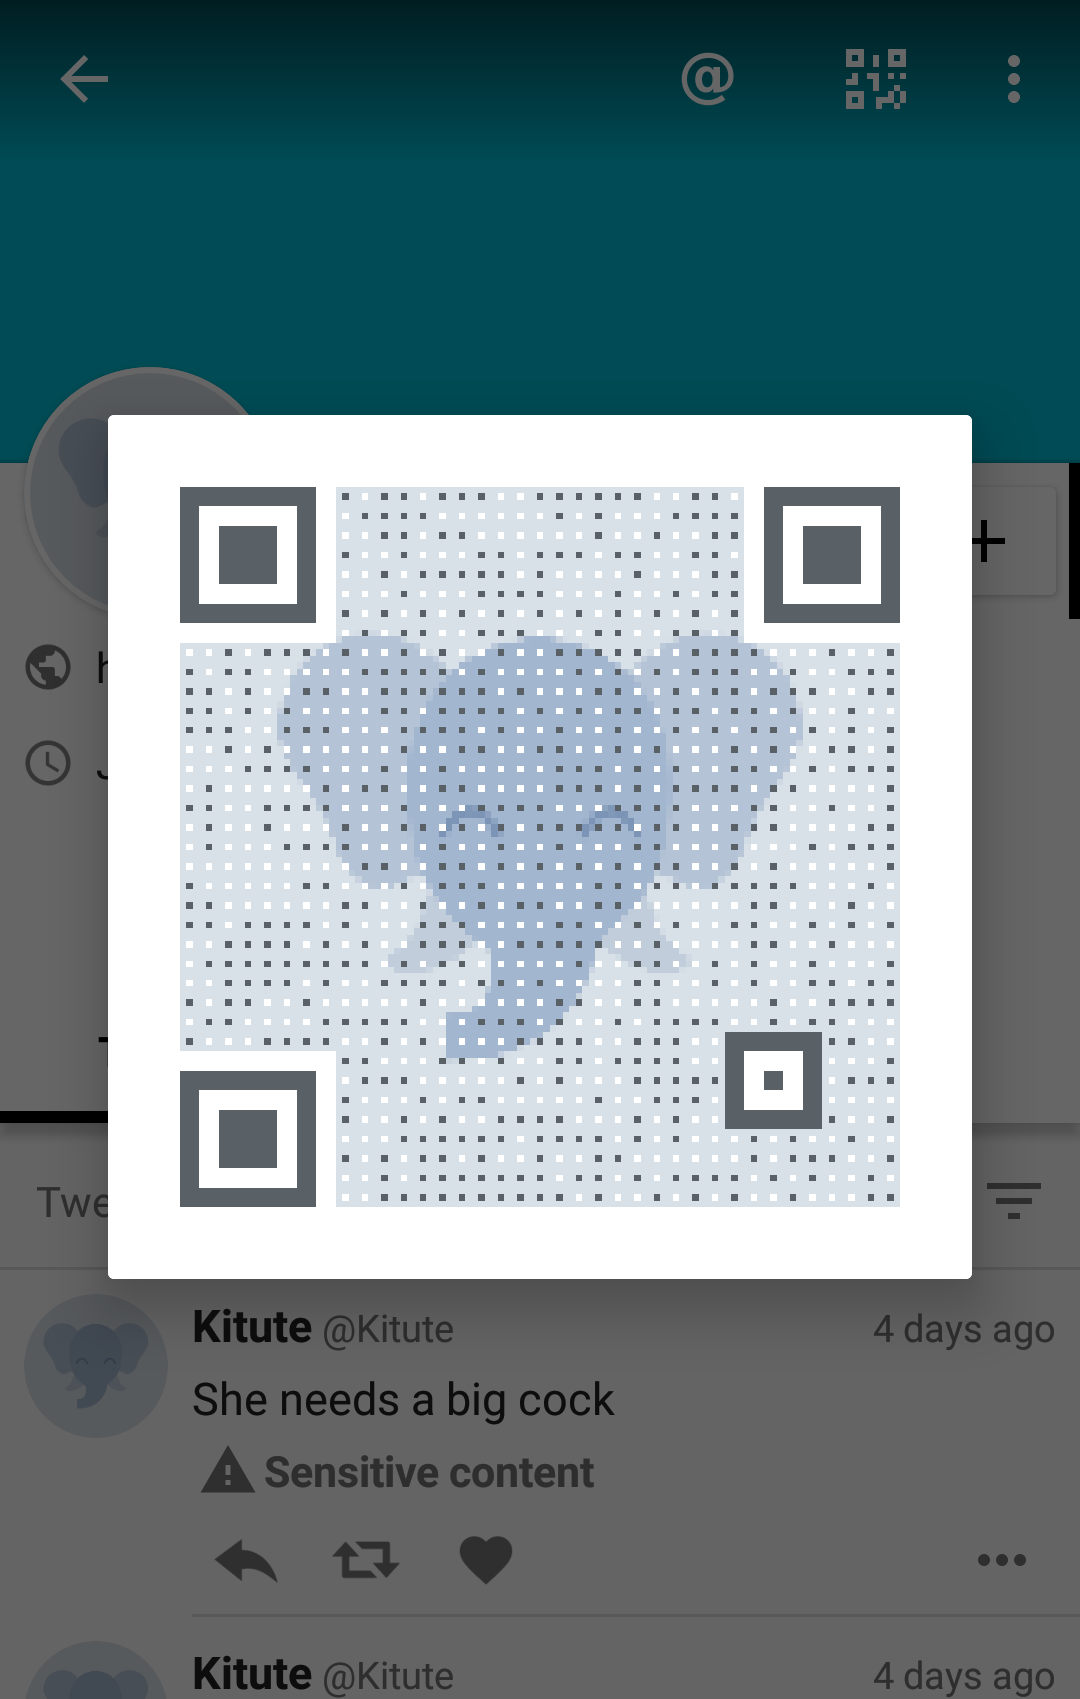 @
h
J
T
Twe
Kitute @Kitute 4 days ago
She needs a big cock
Sensitive content
Kitute @Kitute 4 days ago